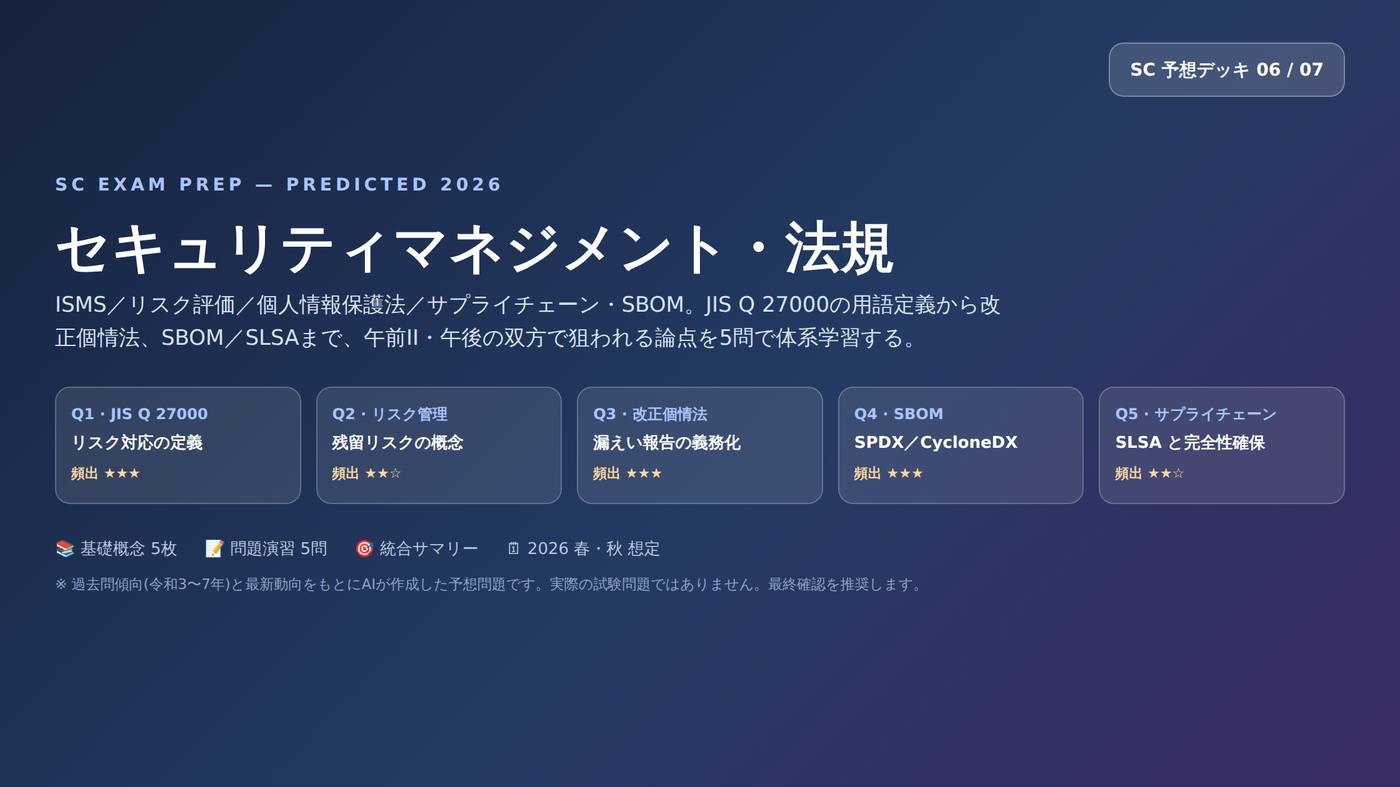 SC 予想デッキ 06 / 07
SC EXAM PREP — PREDICTED 2026
セキュリティマネジメント・法規
ISMS／リスク評価／個人情報保護法／サプライチェーン・SBOM。JIS Q 27000の用語定義から改
正個情法、SBOM／SLSAまで、午前II・午後の双方で狙われる論点を5問で体系学習する。
Q1・JIS Q 27000
リスク対応の定義
頻出 ★★★
Q2・リスク管理
残留リスクの概念
頻出 ★★☆
Q3・改正個情法
漏えい報告の義務化
頻出 ★★★
Q4・SBOM
SPDX／CycloneDX
頻出 ★★★
Q5・サプライチェーン
SLSA と完全性確保
頻出 ★★☆
📚 基礎概念 5枚 📝 問題演習 5問 🎯 統合サマリー 🗓 2026 春・秋 想定
※ 過去問傾向(令和3〜7年)と最新動向をもとにAIが作成した予想問題です。実際の試験問題ではありません。最終確認を推奨します。